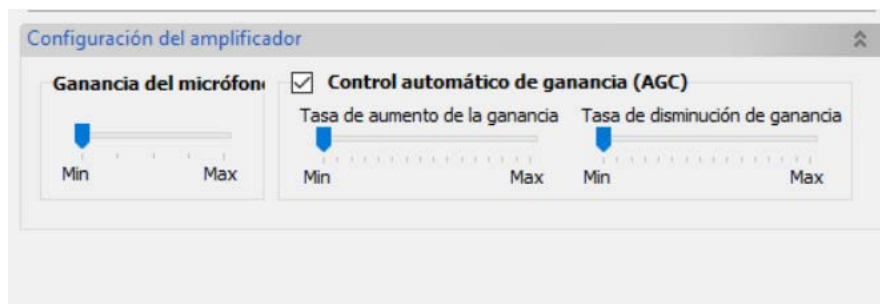 Configuración del amplificador
Ganancia del micrófon
Control automático de ganancia (AGC)
Tasa de aumento de la ganancia Tasa de disminución de ganancia
Min Max Min Max Min Max